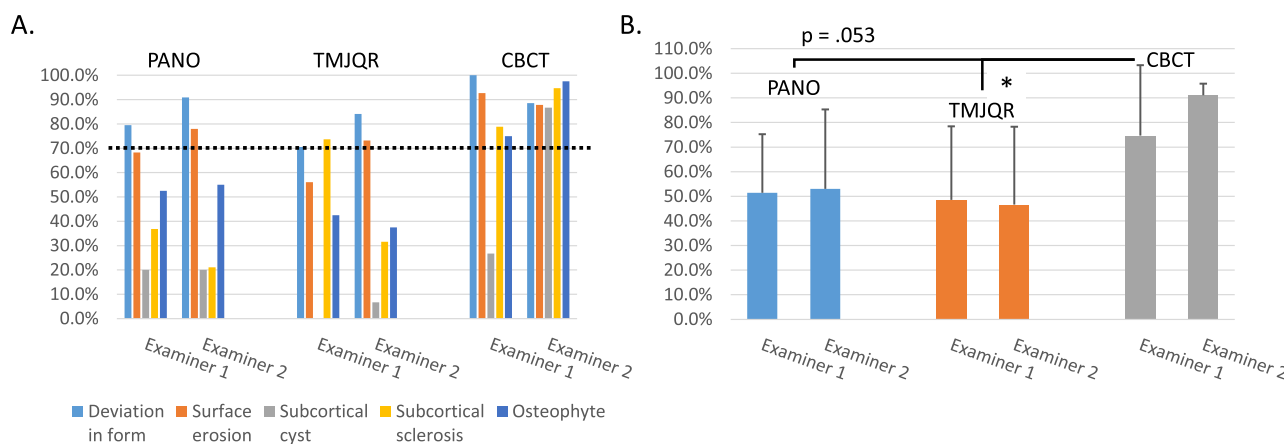 A.
PANO TMJQR CBCT
100.0%
90.0%
80.0%
70.0%
60.0%
50.0%
40.0%
30.0%
20.0%
10.0%
0.0%
Examiner 1 Examiner 2 Examiner 1 Examiner 2 Examiner 1 Examiner 2
Deviation in form
Surface erosion
Subcortical cyst
Subcortical sclerosis
Osteophyte
B.
p = .053
CBCT
PANO
*
TMJQR
110.0%
100.0%
90.0%
80.0%
70.0%
60.0%
50.0%
40.0%
30.0%
20.0%
10.0%
0.0%
Examiner 1 Examiner 2 Examiner 1 Examiner 2 Examiner 1 Examiner 2